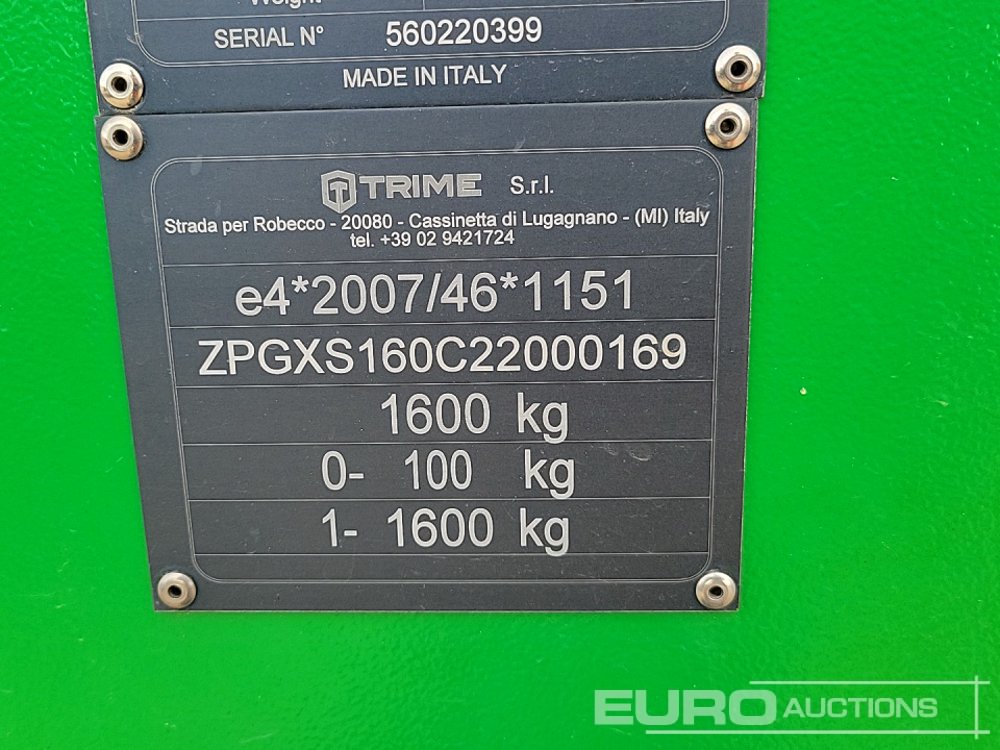 SERIAL N° 560220399
MADE IN ITALY
TRIME S.r.l.
Strada per Robecco - 20080 - Cassinetta di Lugagnano - (MI) Italy
tel. +39 02 9421724
e4*2007/46*1151
ZPGXS160C22000169
1600 kg
0- 100 kg
1- 1600 kg
EURO AUCTIONS